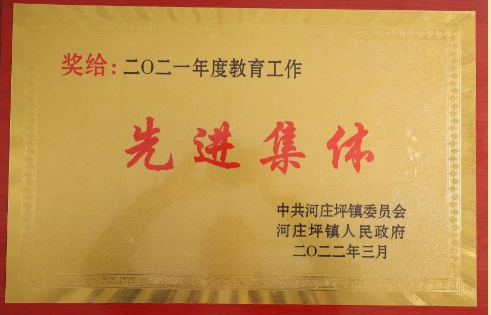 奖给：二〇二一年度教育工作
先进集体
中共河庄坪镇委员会
河庄坪镇人民政府
二〇二二年三月